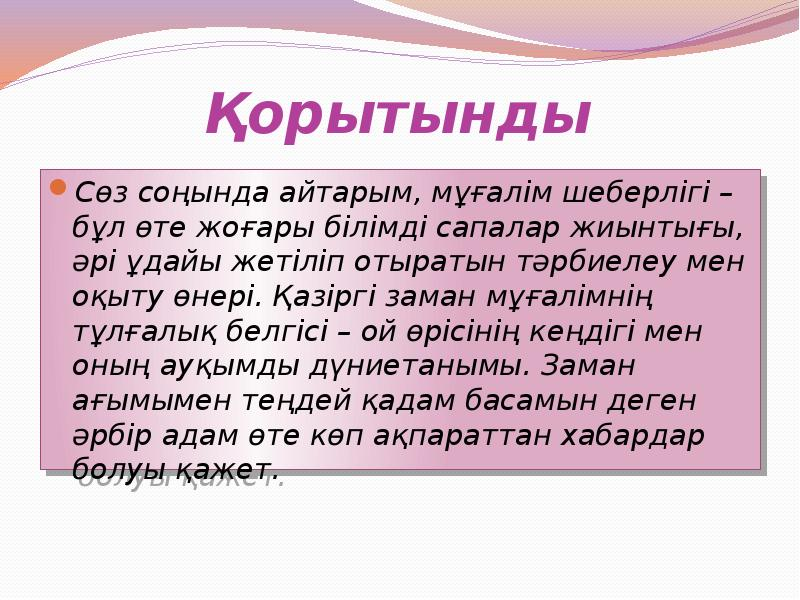 Қорытынды
Сөз соңында айтарым, мұғалім шеберлігі –
бұл өте жоғары білімді сапалар жиынтығы,
әрі ұдайы жетіліп отыратын тәрбиелеу мен
оқыту өнері. Қазіргі заман мұғалімнің
тұлғалық белгісі – ой өрісінің кеңдігі мен
оның ауқымды дүниетанымы. Заман
ағымымен теңдей қадам басамын деген
әрбір адам өте көп ақпараттан хабардар
болуы қажет.